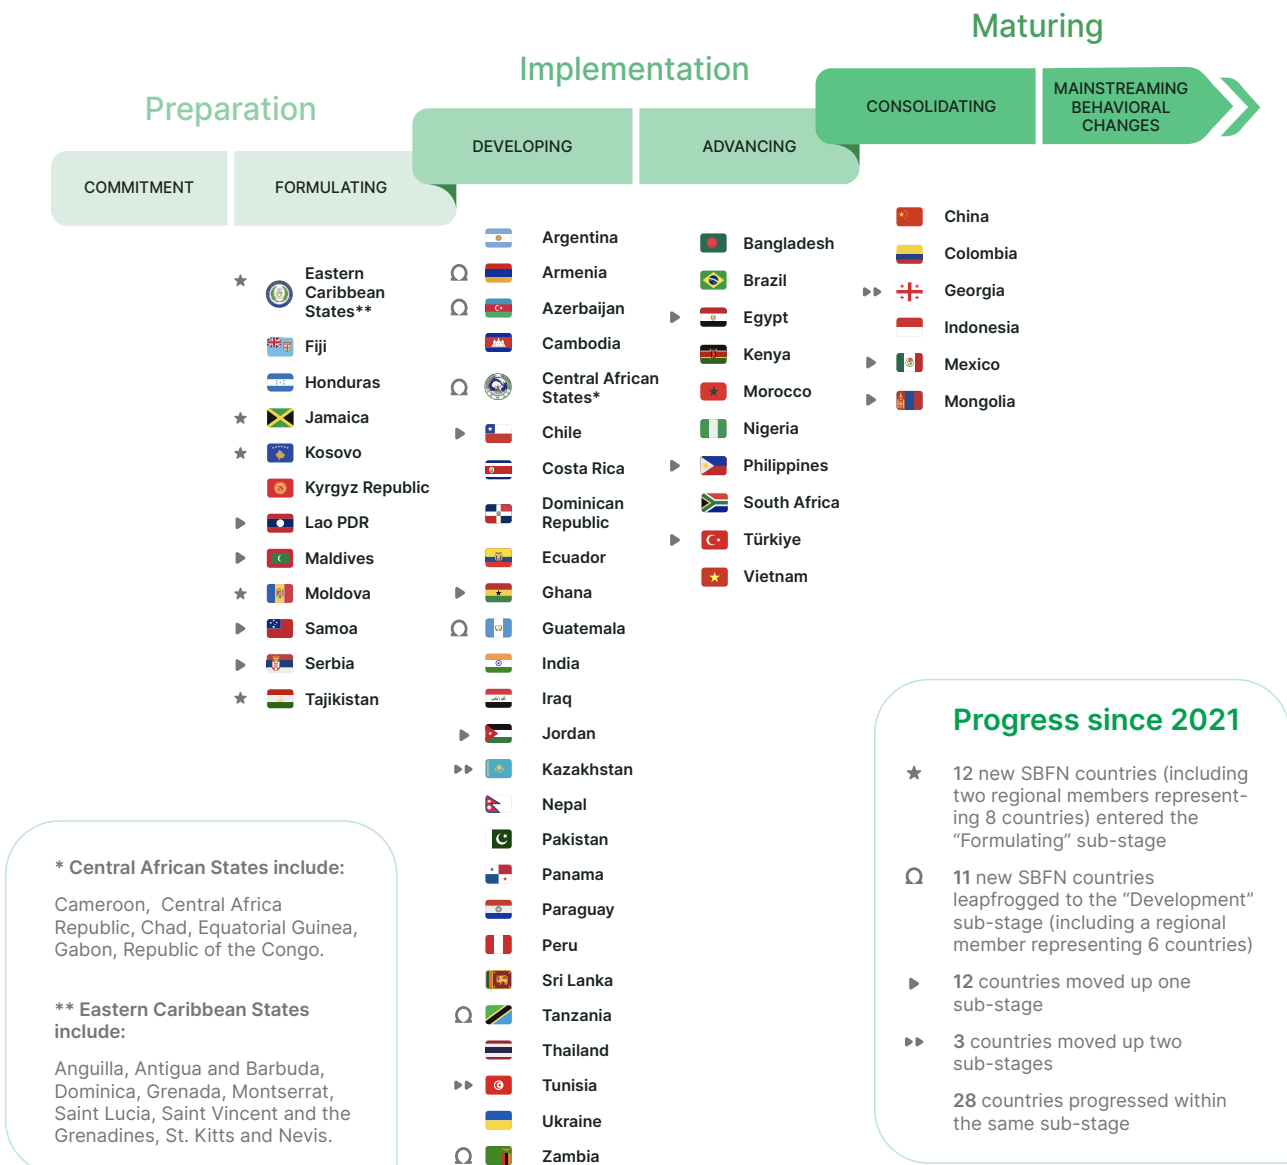 Preparation
Implementation
Maturing
COMMITMENT
FORMULATING
DEVELOPING
ADVANCING
CONSOLIDATING
MAINSTREAMING
BEHAVIORAL
CHANGES
Eastern
Caribbean
States**
Fiji
Honduras
Jamaica
Kosovo
Kyrgyz Republic
Lao PDR
Maldives
Moldova
Samoa
Serbia
Tajikistan
Argentina
Armenia
Azerbaijan
Cambodia
Central African
States*
Chile
Costa Rica
Dominican
Republic
Ecuador
Ghana
Guatemala
India
Iraq
Jordan
Kazakhstan
Nepal
Pakistan
Panama
Paraguay
Peru
Sri Lanka
Tanzania
Thailand
Tunisia
Ukraine
Zambia
Bangladesh
Brazil
Egypt
Kenya
Morocco
Nigeria
Philippines
South Africa
Türkiye
Vietnam
China
Colombia
Georgia
Indonesia
Mexico
Mongolia
* Central African States include:
Cameroon, Central Africa
Republic, Chad, Equatorial Guinea,
Gabon, Republic of the Congo.
** Eastern Caribbean States
include:
Anguilla, Antigua and Barbuda,
Dominica, Grenada, Montserrat,
Saint Lucia, Saint Vincent and the
Grenadines, St. Kitts and Nevis.
Progress since 2021
12 new SBFN countries (including
two regional members represent-
ing 8 countries) entered the
“Formulating” sub-stage
Ω 11 new SBFN countries
leapfrogged to the “Development”
sub-stage (including a regional
member representing 6 countries)
12 countries moved up one
sub-stage
3 countries moved up two
sub-stages
28 countries progressed within
the same sub-stage